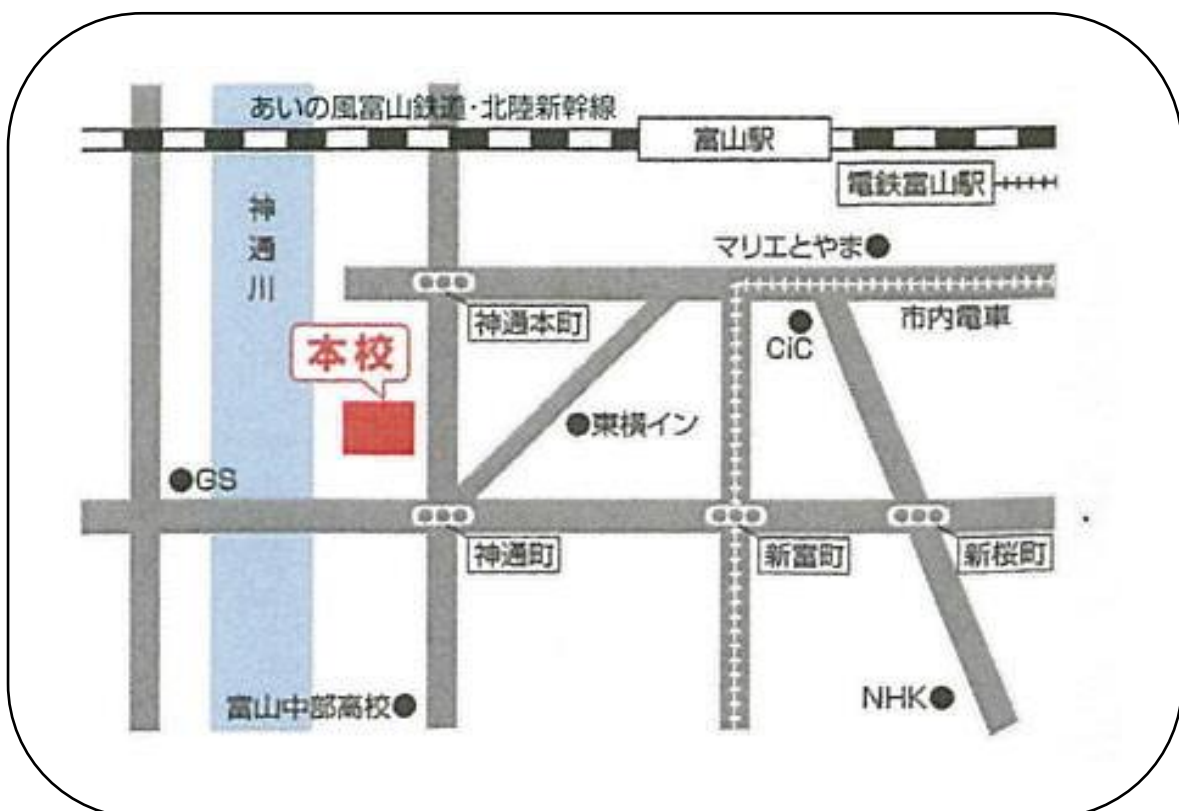 あいの風富山鉄道・北陸新幹線
富山駅
電鉄富山駅
神通川
マリエとやま
市内電車
神通本町
CiC
本校
東横イン
GS
神通町
新富町
新桜町
富山中部高校
NHK